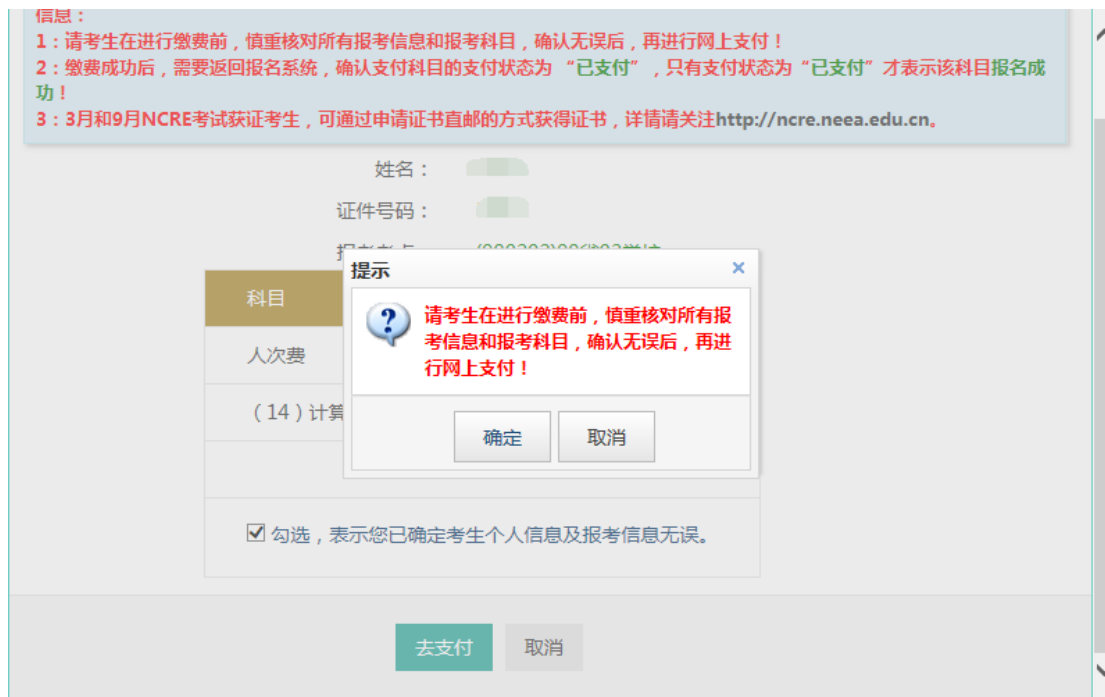 信息：
1：请考生在进行缴费前，慎重核对所有报考信息和报考科目，确认无误后，再进行网上支付！
2：缴费成功后，需要返回报名系统，确认支付科目的支付状态为 “已支付” ，只有支付状态为“已支付”才表示该科目报名成
功！
3：3月和9月NCRE考试获证考生，可通过申请证书直邮的方式获得证书，详情请关注http://ncre.neea.edu.cn。
姓名：
证件号码：
提示
请考生在进行缴费前，慎重核对所有报
考信息和报考科目，确认无误后，再进
行网上支付！
确定 取消
科目
人次费
（14）计算
勾选，表示您已确定考生个人信息及报考信息无误。
去支付 取消